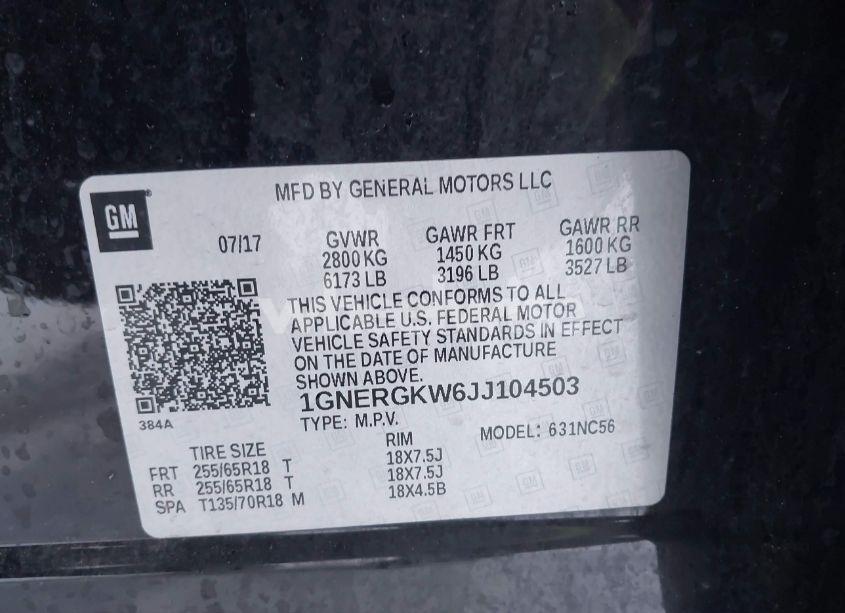 MFD BY GENERAL MOTORS LLC
GM
07/17
GVWR GAWR FRT GAWR RR
2800 KG 1450 KG 1600 KG
6173 LB 3196 LB 3527 LB
THIS VEHICLE CONFORMS TO ALL
APPLICABLE U.S. FEDERAL MOTOR
VEHICLE SAFETY STANDARDS IN EFFECT
ON THE DATE OF MANUFACTURE
SHOWN ABOVE.
1GNERGKW6JJ104503
384A
TYPE: M.P.V. MODEL: 631NC56
TIRE SIZE RIM
FRT 255/65R18 T 18X7.5J
RR 255/65R18 T 18X7.5J
SPA T135/70R18 M 18X4.5B